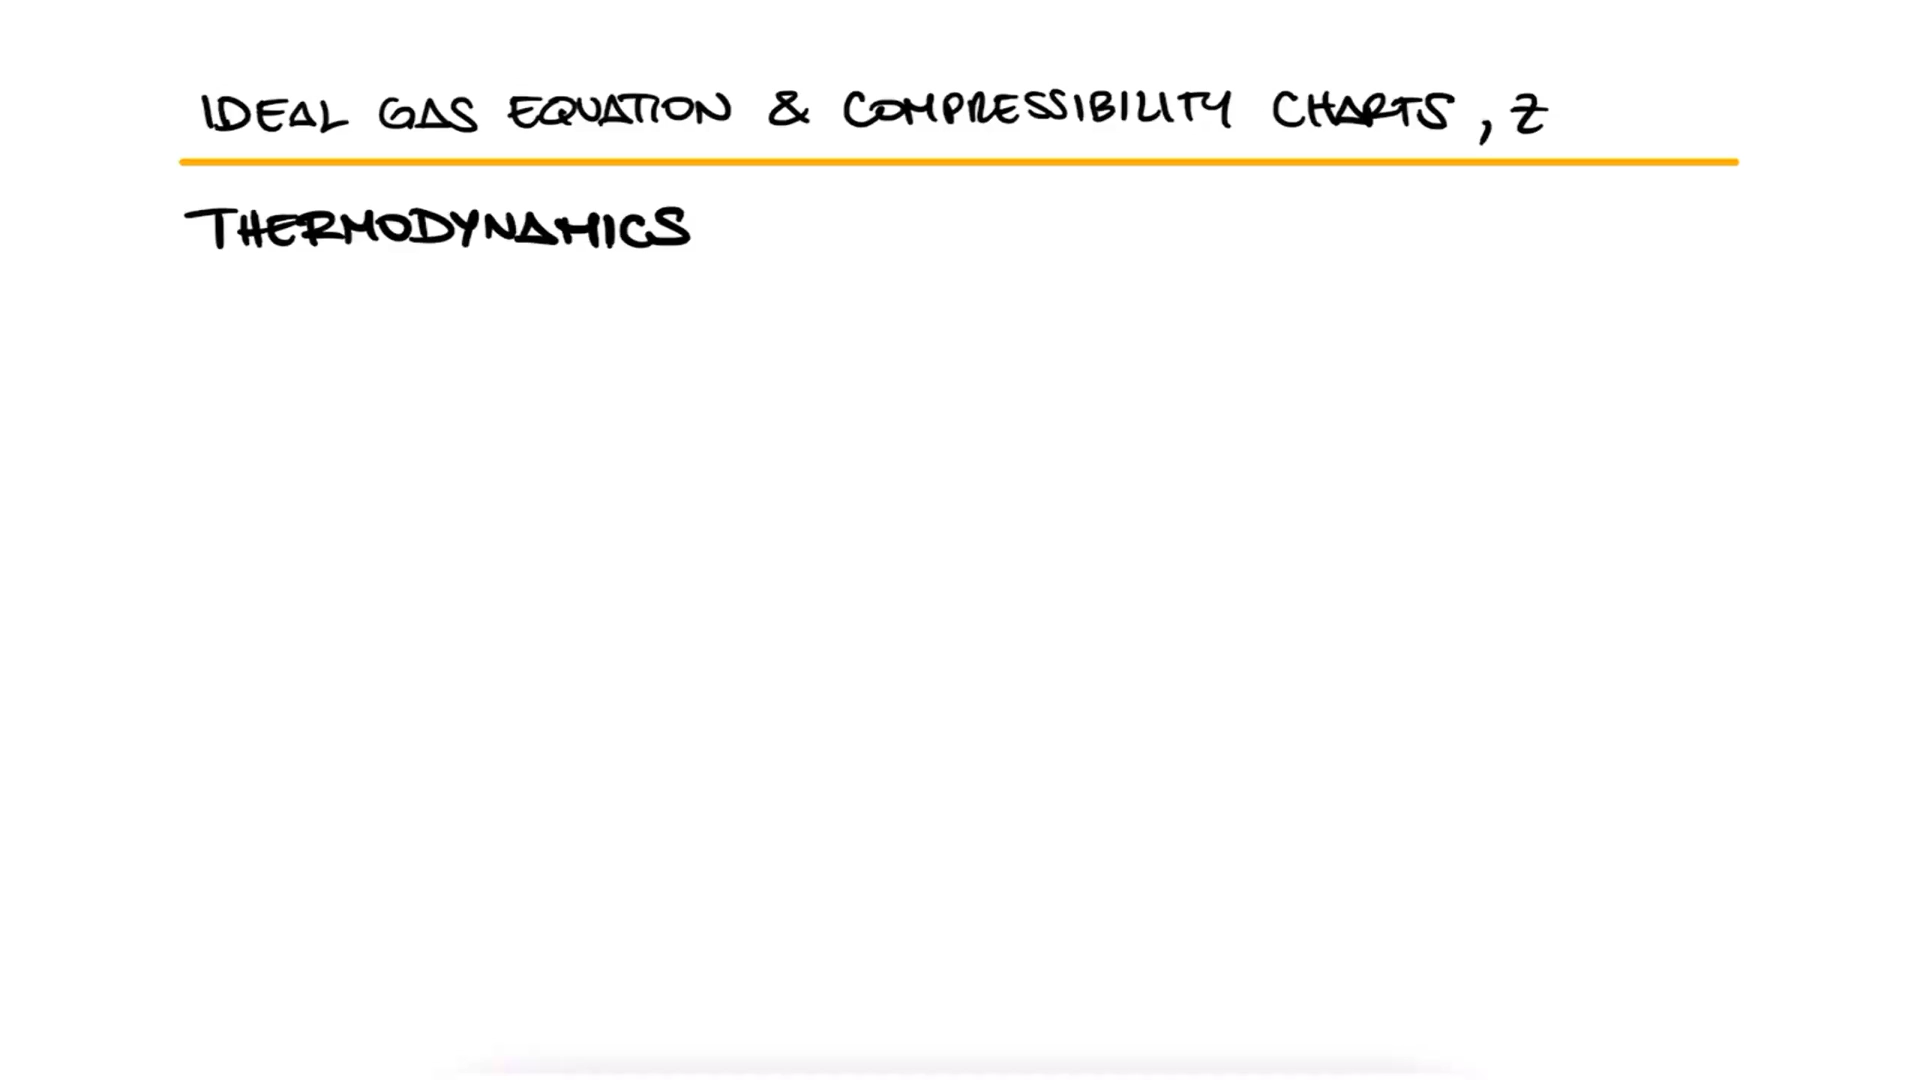 IDEAL GAS EQUATION & COMPRESSIBILITY CHARTS, Z
THERMODYNAMICS